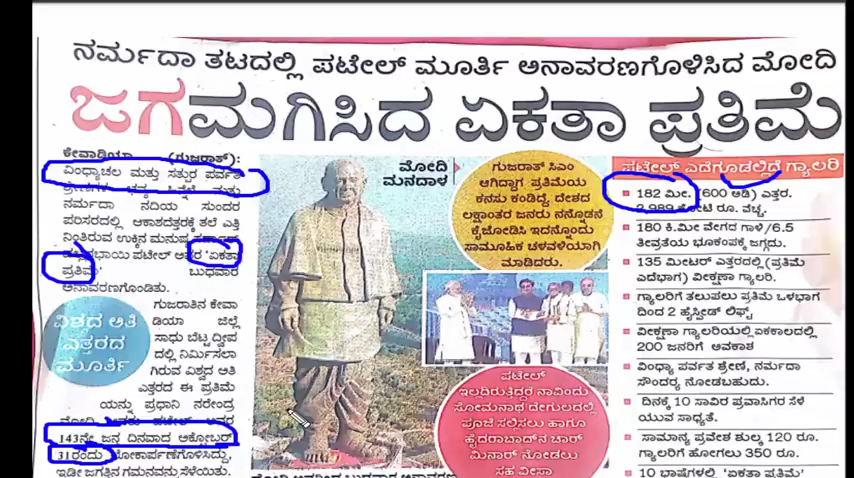 ನರ್ಮದಾ ತಟದಲ್ಲಿ ಪಟೇಲ್ ಮೂರ್ತಿ ಅನಾವರಣಗೊಳಿಸಿದ ಮೋದಿ
ಜಗಮಗಿಸಿದ ಏಕತಾ ಪ್ರತಿಮೆ
ಕೇವಾಡಿಯಾ (ಗುಜರಾತ್):
ವಿಂಧ್ಯಾಚಲ ಮತ್ತು ಸತ್ಪುರ ಪರ್ವತ
ಮತ್ತು
ನರ್ಮದಾ ನದಿಯ ಸುಂದರ
ಪರಿಸರದಲ್ಲಿ ಆಕಾಶದೆತ್ತರಕ್ಕೆ ತಲೆ ಎತ್ತಿ
ನಿಂತಿರುವ ಉಕ್ಕಿನ ಮನುಷ್ಯ
ಪಟೇಲ್ ಅವರ 'ಏಕತಾ
ಪ್ರತಿಮೆ' ಬುಧವಾರ
ಅನಾವರಣಗೊಂಡಿತು.
ಗುಜರಾತಿನ ಕೇವಾ
ಡಿಯಾ ಜಿಲ್ಲೆ
ಸಾಧು ಬೆಟ್ಟ ದ್ವೀಪ
ದಲ್ಲಿ ನಿರ್ಮಿಸಲಾ
ಗಿರುವ ವಿಶ್ವದ ಅತಿ
ಎತ್ತರದ ಈ ಪ್ರತಿಮೆ
ಯನ್ನು ಪ್ರಧಾನಿ ನರೇಂದ್ರ
ಮೋದಿ ಅವರು ಪಟೇಲ್ ಅವರ
143ನೇ ಜನ್ಮ ದಿನವಾದ ಅಕ್ಟೋಬರ್
31ರಂದು ಲೋಕಾರ್ಪಣೆಗೊಳಿಸಿದ್ದು,
ಇಡೀ ಜಗತ್ತಿನ ಗಮನವನ್ನು ಸೆಳೆಯಿತು.
ವಿಶ್ವದ ಅತಿ
ಎತ್ತರದ
ಮೂರ್ತಿ
ಮೋದಿ
ಮನದಾಳ
ಗುಜರಾತ್ ಸಿಎಂ
ಆಗಿದ್ದಾಗ ಪ್ರತಿಮೆಯ
ಕನಸು ಕಂಡಿದ್ದೆ. ದೇಶದ
ಲಕ್ಷಾಂತರ ಜನರು ನನ್ನೊಡನೆ
ಕೈಜೋಡಿಸಿ ಇದನ್ನೊಂದು
ಸಾಮೂಹಿಕ ಚಳವಳಿಯಾಗಿ
ಮಾಡಿದರು.
ಪಟೇಲ್
ಇಲ್ಲದಿರುತ್ತಿದ್ದರೆ ನಾವಿಂದು
ಸೋಮನಾಥ ದೇಗುಲದಲ್ಲಿ
ಪೂಜೆ ಸಲ್ಲಿಸಲು ಹಾಗೂ
ಹೈದರಾಬಾದ್‌ನ ಚಾರ್
ಮಿನಾರ್ ನೋಡಲು
ಸಹ ವೀಸಾ
ಪಟೇಲ್ ಎದೆಗೂಡಲ್ಲಿದೆ ಗ್ಯಾಲರಿ
182 ಮೀ. (600 ಅಡಿ) ಎತ್ತರ.
2,989 ಕೋಟಿ ರೂ. ವೆಚ್ಚ.
180 ಕಿ.ಮೀ ವೇಗದ ಗಾಳಿ/6.5
ತೀವ್ರತೆಯ ಭೂಕಂಪಕ್ಕೆ ಜಗ್ಗದು.
135 ಮೀಟರ್ ಎತ್ತರದಲ್ಲಿ (ಪ್ರತಿಮೆ
ಎದೆಭಾಗ) ವೀಕ್ಷಣಾ ಗ್ಯಾಲರಿ.
ಗ್ಯಾಲರಿಗೆ ತಲುಪಲು ಪ್ರತಿಮೆ ಒಳಭಾಗ
ದಿಂದ 2 ಹೈಸ್ಪೀಡ್ ಲಿಫ್ಟ್
ವೀಕ್ಷಣಾ ಗ್ಯಾಲರಿಯಲ್ಲಿ ಏಕಕಾಲದಲ್ಲಿ
200 ಜನರಿಗೆ ಅವಕಾಶ
ವಿಂಧ್ಯಾ ಪರ್ವತ ಶ್ರೇಣಿ, ನರ್ಮದಾ
ಸೌಂದರ್ಯ ನೋಡಬಹುದು.
ದಿನಕ್ಕೆ 10 ಸಾವಿರ ಪ್ರವಾಸಿಗರ ಸೆಳೆ
ಯುವ ಸಾಧ್ಯತೆ.
ಸಾಮಾನ್ಯ ಪ್ರವೇಶ ಶುಲ್ಕ 120 ರೂ.
ಗ್ಯಾಲರಿಗೆ ಹೋಗಲು 350 ರೂ.
10 ಭಾಷೆಗಳಲ್ಲಿ 'ಏಕತಾ ಪ್ರತಿಮೆ'